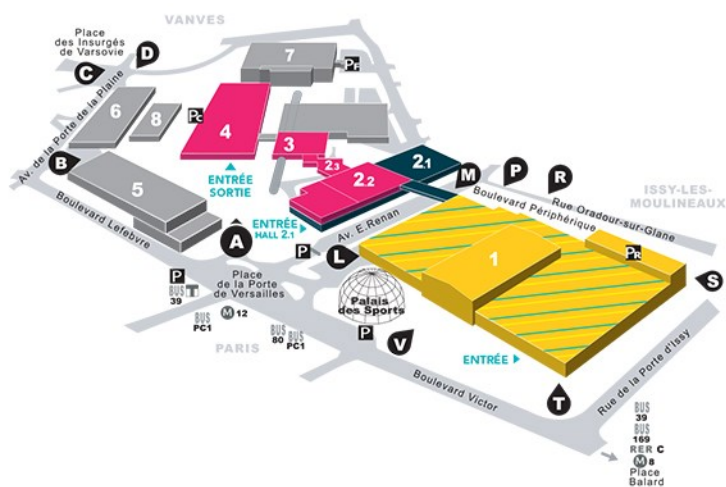 VANVES
Place
des Insurgés
de Varsovie
D
C
7
PF
6
8
PC
4
3
2.3
2.1
2.2
Av. de la Porte de la Plaine
B
5
ENTRÉE
SORTIE
ENTRÉE
HALL 2.1
M
P
R
ISSY-LES-
MOULINEAUX
Rue Oradour-sur-Glane
Boulevard Périphérique
Av. E.Renan
Boulevard Lefebvre
A
P
L
1
PR
S
P
BUS
39
T
Place
de la Porte
de Versailles
BUS
PC1
M 12
Palais
des Sports
BUS
80
BUS
PC1
P
V
PARIS
ENTRÉE
T
Boulevard Victor
Rue de la Porte d'Issy
BUS
39
BUS
169
RER C
M 8
Place
Balard